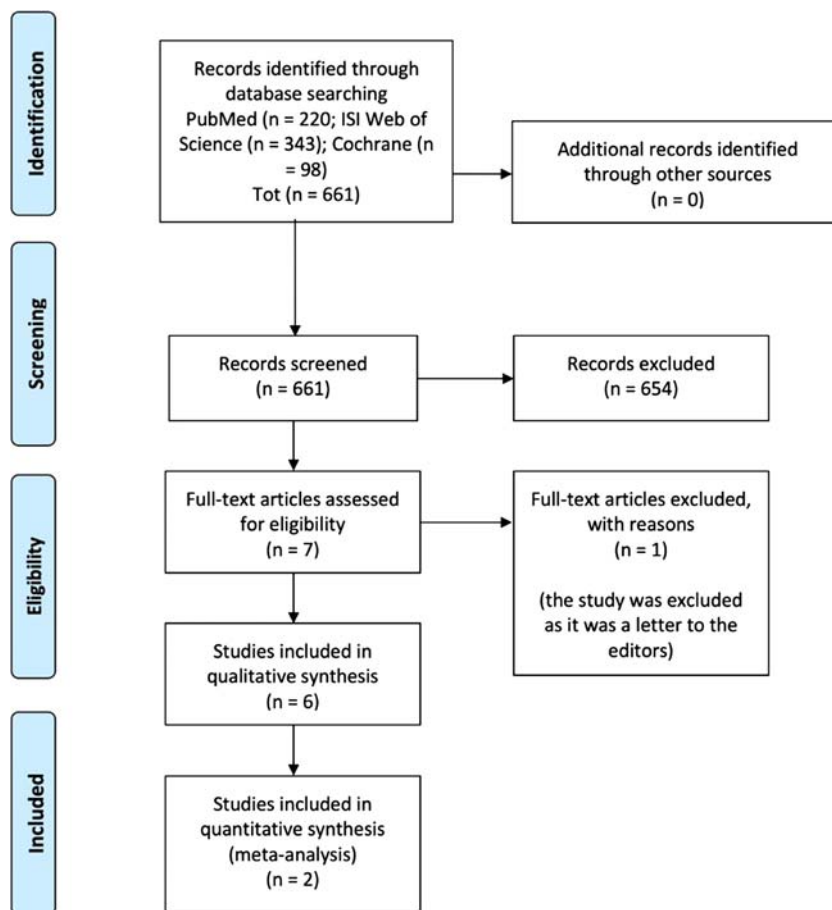 Identification
Records identified through
database searching
PubMed (n = 220; ISI Web of
Science (n = 343); Cochrane (n
= 98)
Tot (n = 661)
Additional records identified
through other sources
(n = 0)
Screening
Records screened
(n = 661)
Records excluded
(n = 654)
Eligibility
Full-text articles assessed
for eligibility
(n = 7)
Full-text articles excluded,
with reasons
(n = 1)
(the study was excluded
as it was a letter to the
editors)
Studies included in
qualitative synthesis
(n = 6)
Included
Studies included in
quantitative synthesis
(meta-analysis)
(n = 2)